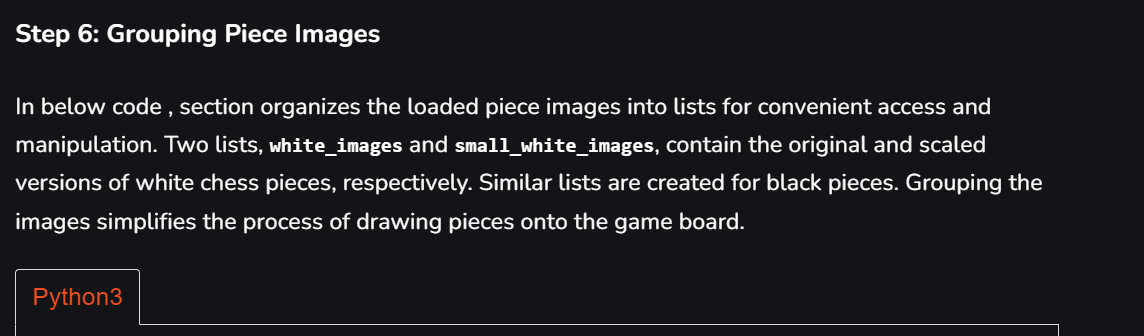 Step 6: Grouping Piece Images
In below code , section organizes the loaded piece images into lists for convenient access and
manipulation. Two lists, white_images and small_white_images, contain the original and scaled
versions of white chess pieces, respectively. Similar lists are created for black pieces. Grouping the
images simplifies the process of drawing pieces onto the game board.
Python3